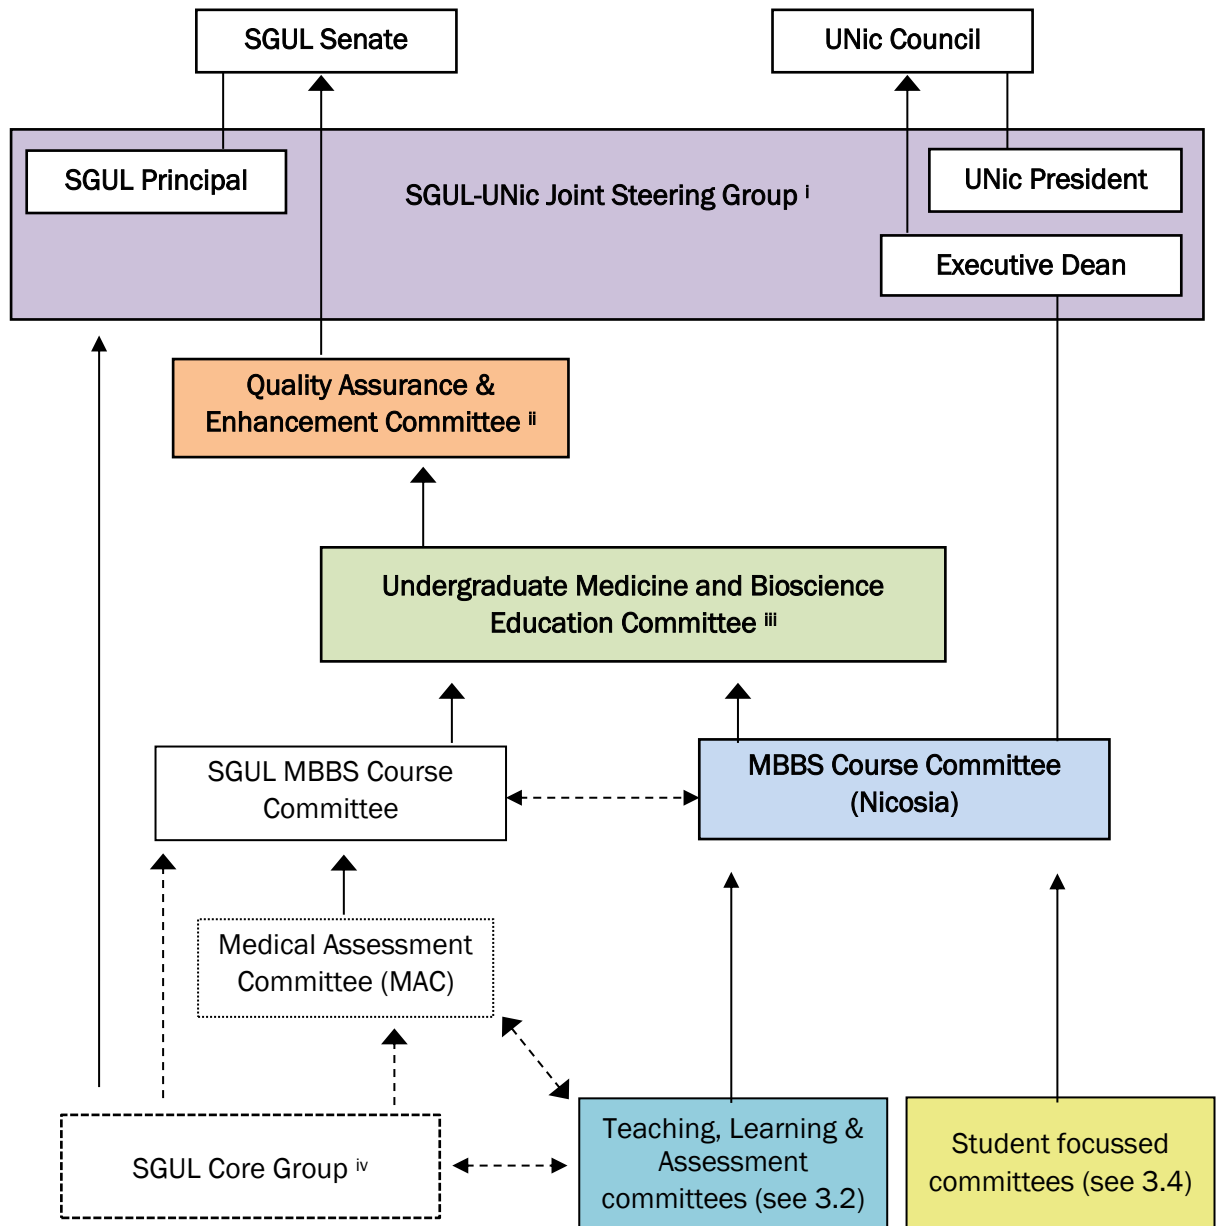 SGUL Senate
UNic Council
SGUL Principal
SGUL-UNic Joint Steering Group i
UNic President
Executive Dean
Quality Assurance &
Enhancement Committee ii
Undergraduate Medicine and Bioscience
Education Committee iii
SGUL MBBS Course
Committee
MBBS Course Committee
(Nicosia)
Medical Assessment
Committee (MAC)
SGUL Core Group iv
Teaching, Learning &
Assessment
committees (see 3.2)
Student focussed
committees (see 3.4)